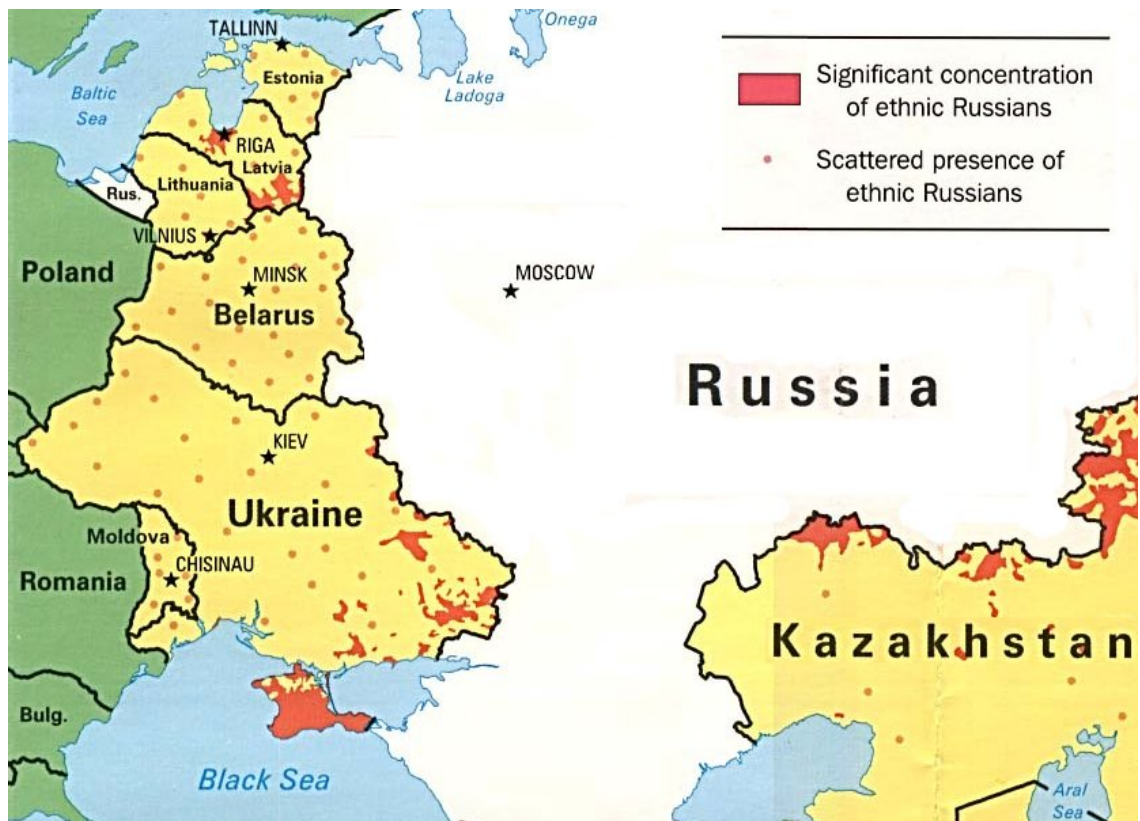 TALLINN
Onega
Estonia
Lake
Ladoga
Baltic
Sea
RIGA
Latvia
Lithuania
Rus.
VILNIUS
Poland
MINSK
Belarus
MOSCOW
Significant concentration
of ethnic Russians
Scattered presence of
ethnic Russians
Russia
KIEV
Ukraine
Moldova
CHISINAU
Romania
Kazakhstan
Bulg.
Black Sea
Aral
Sea